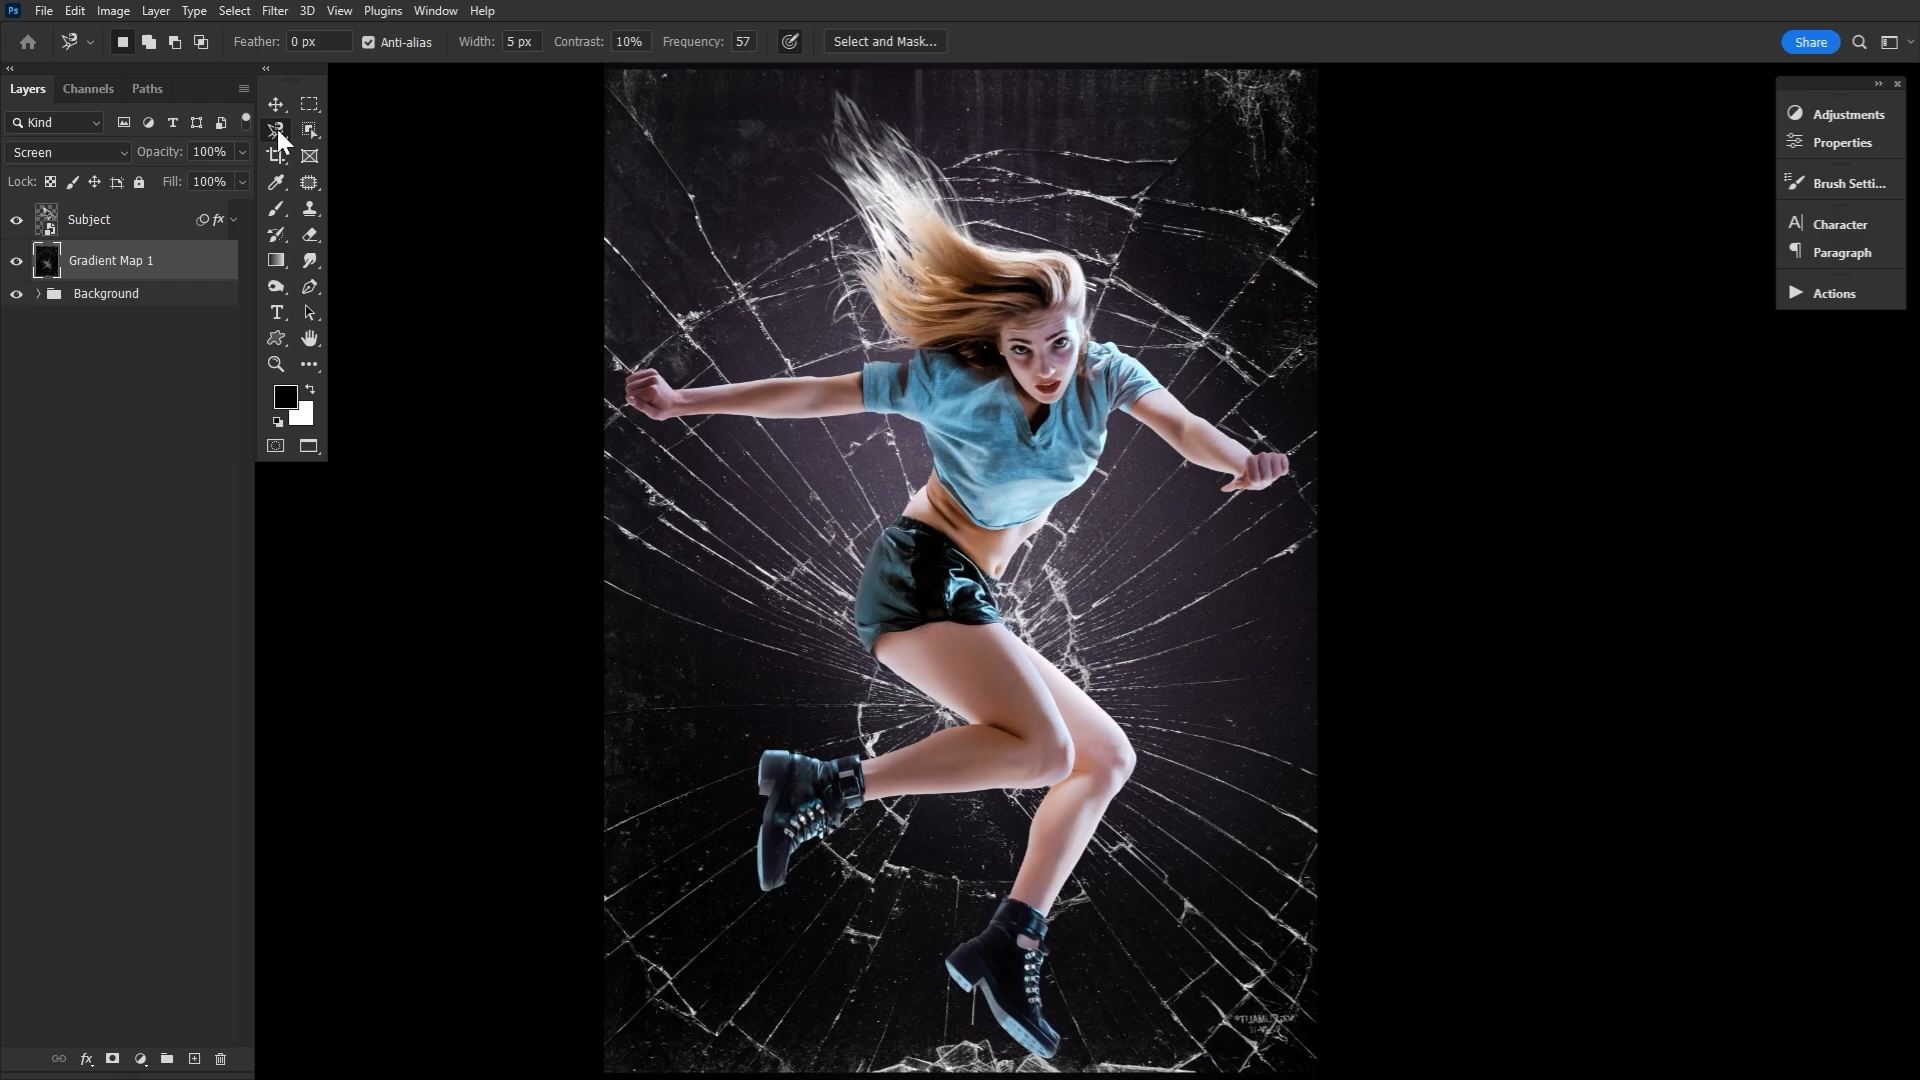 Ps File Edit Image Layer Type Select Filter 3D View Plugins Window Help
Feather: 0 px Anti-alias Width: 5 px Contrast: 10% Frequency: 57 Select and Mask... Share
Layers Channels Paths
Kind
Screen Opacity: 100%
Lock: Fill: 100%
Subject fx
Gradient Map 1
Background
Adjustments
Properties
Brush Setti...
Character
Paragraph
Actions